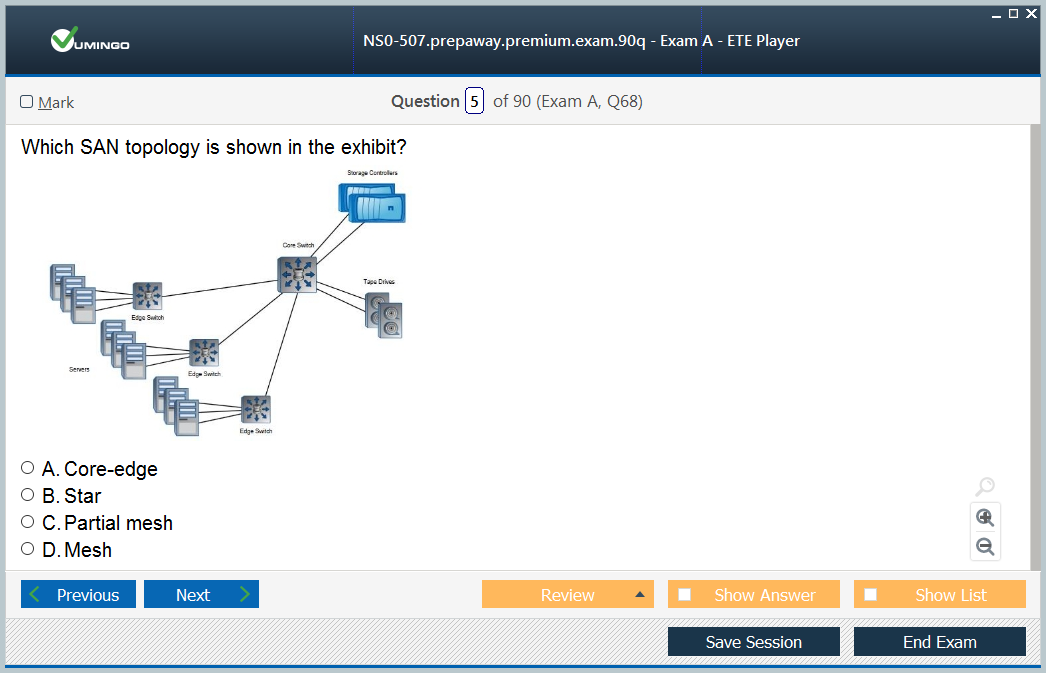 VUMINGO
NS0-507.prepaway.premium.exam.90q - Exam A - ETE Player
Mark
Question 5 of 90 (Exam A, Q68)
Which SAN topology is shown in the exhibit?
Storage Controllers
Core Switch
Tape Drives
Edge Switch
Servers
Edge Switch
Edge Switch
A. Core-edge
B. Star
C. Partial mesh
D. Mesh
Previous
Next
Review
Show Answer
Show List
Save Session
End Exam